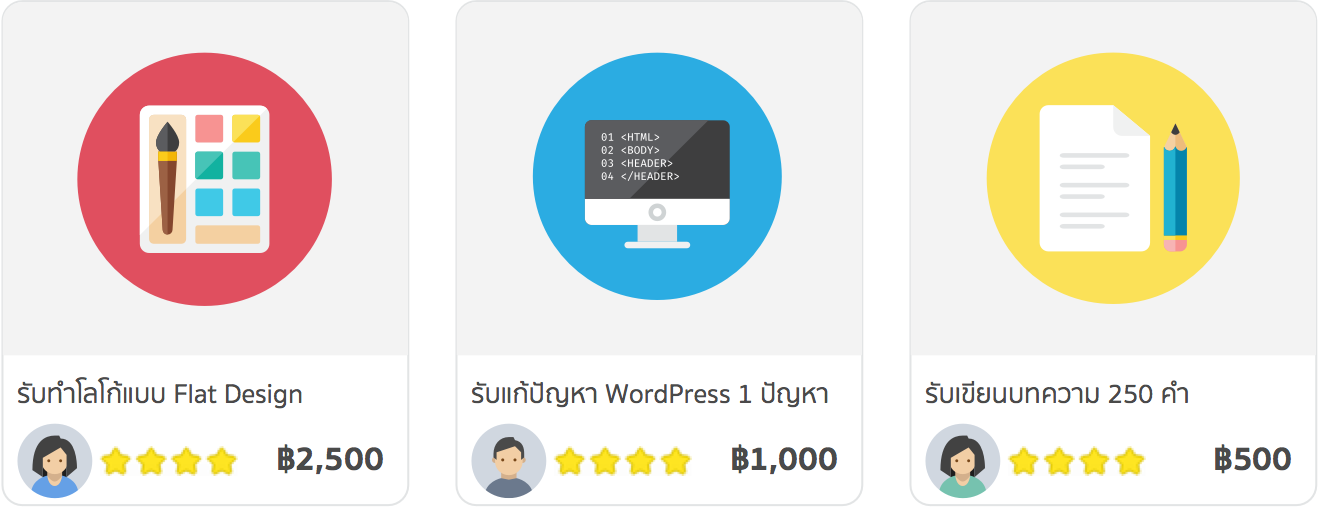 01 <HTML>
02 <BODY>
03 <HEADER>
04 </HEADER>
รับทำโลโก้แบบ Flat Design
฿2,500
รับแก้ปัญหา WordPress 1 ปัญหา
฿1,000
รับเขียนบทความ 250 คำ
฿500